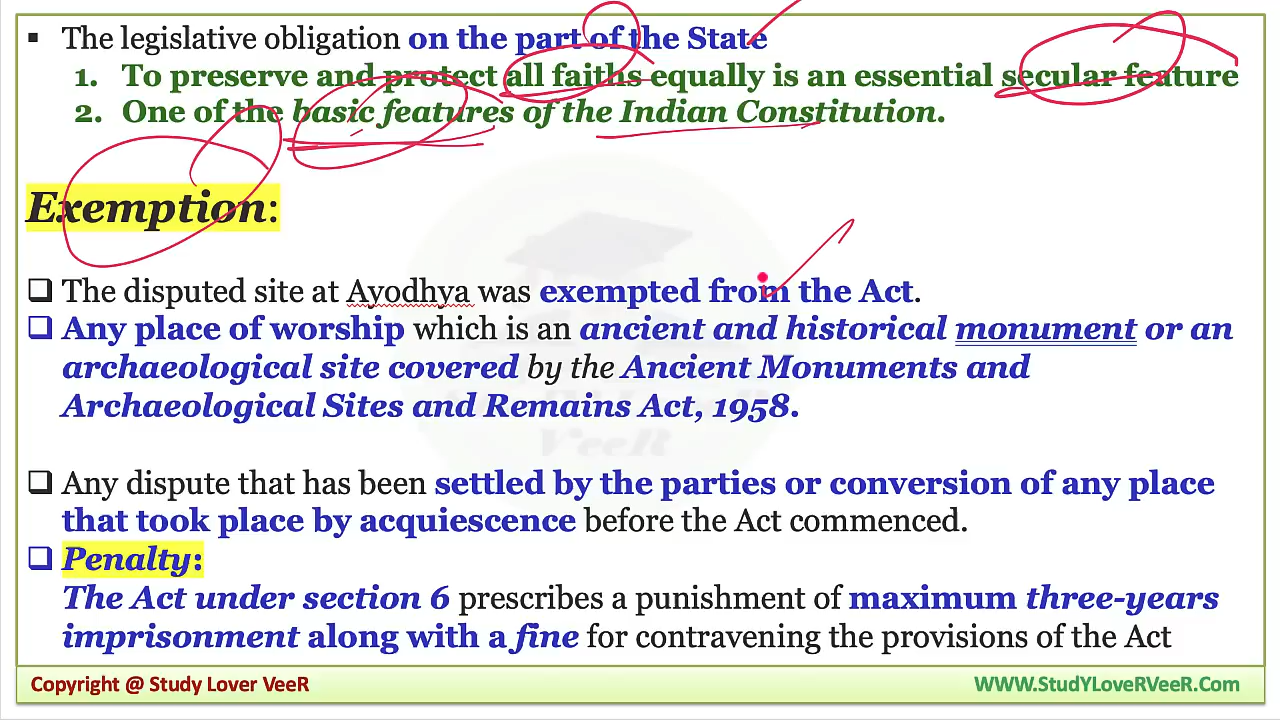 ▪ The legislative obligation on the part of the State
1. To preserve and protect all faiths equally is an essential secular feature
2. One of the basic features of the Indian Constitution.
Exemption:
❑ The disputed site at Ayodhya was exempted from the Act.
❑ Any place of worship which is an ancient and historical monument or an
archaeological site covered by the Ancient Monuments and
Archaeological Sites and Remains Act, 1958.
VeeR
❑ Any dispute that has been settled by the parties or conversion of any place
that took place by acquiescence before the Act commenced.
❑ Penalty:
The Act under section 6 prescribes a punishment of maximum three-years
imprisonment along with a fine for contravening the provisions of the Act
Copyright @ Study Lover VeeR
WWW.StudYLoveRVeeR.Com